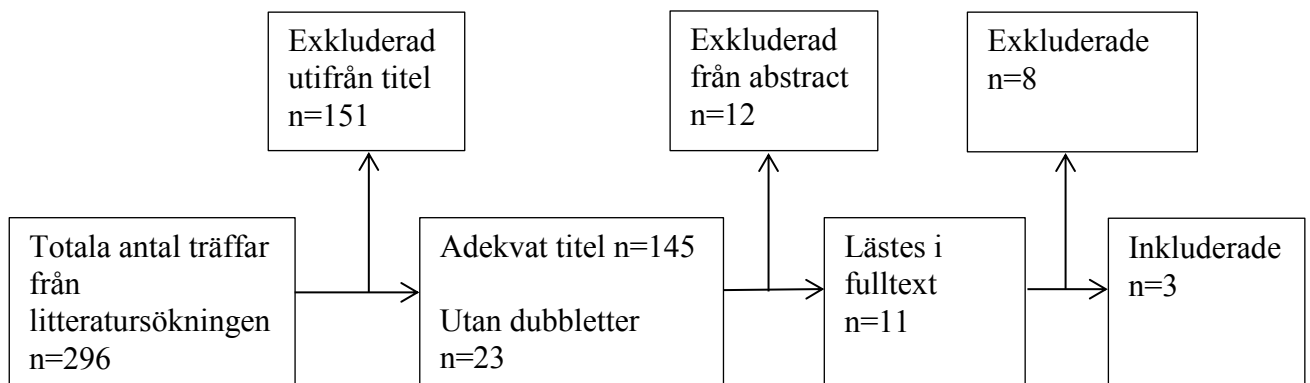 Exkluderad
utifrån titel
n=151
Exkluderad
från abstract
n=12
Exkluderade
n=8
Totala antal träffar
från
litteratursökningen
n=296
Adekvat titel n=145
Utan dubbletter
n=23
Lästes i
fulltext
n=11
Inkluderade
n=3